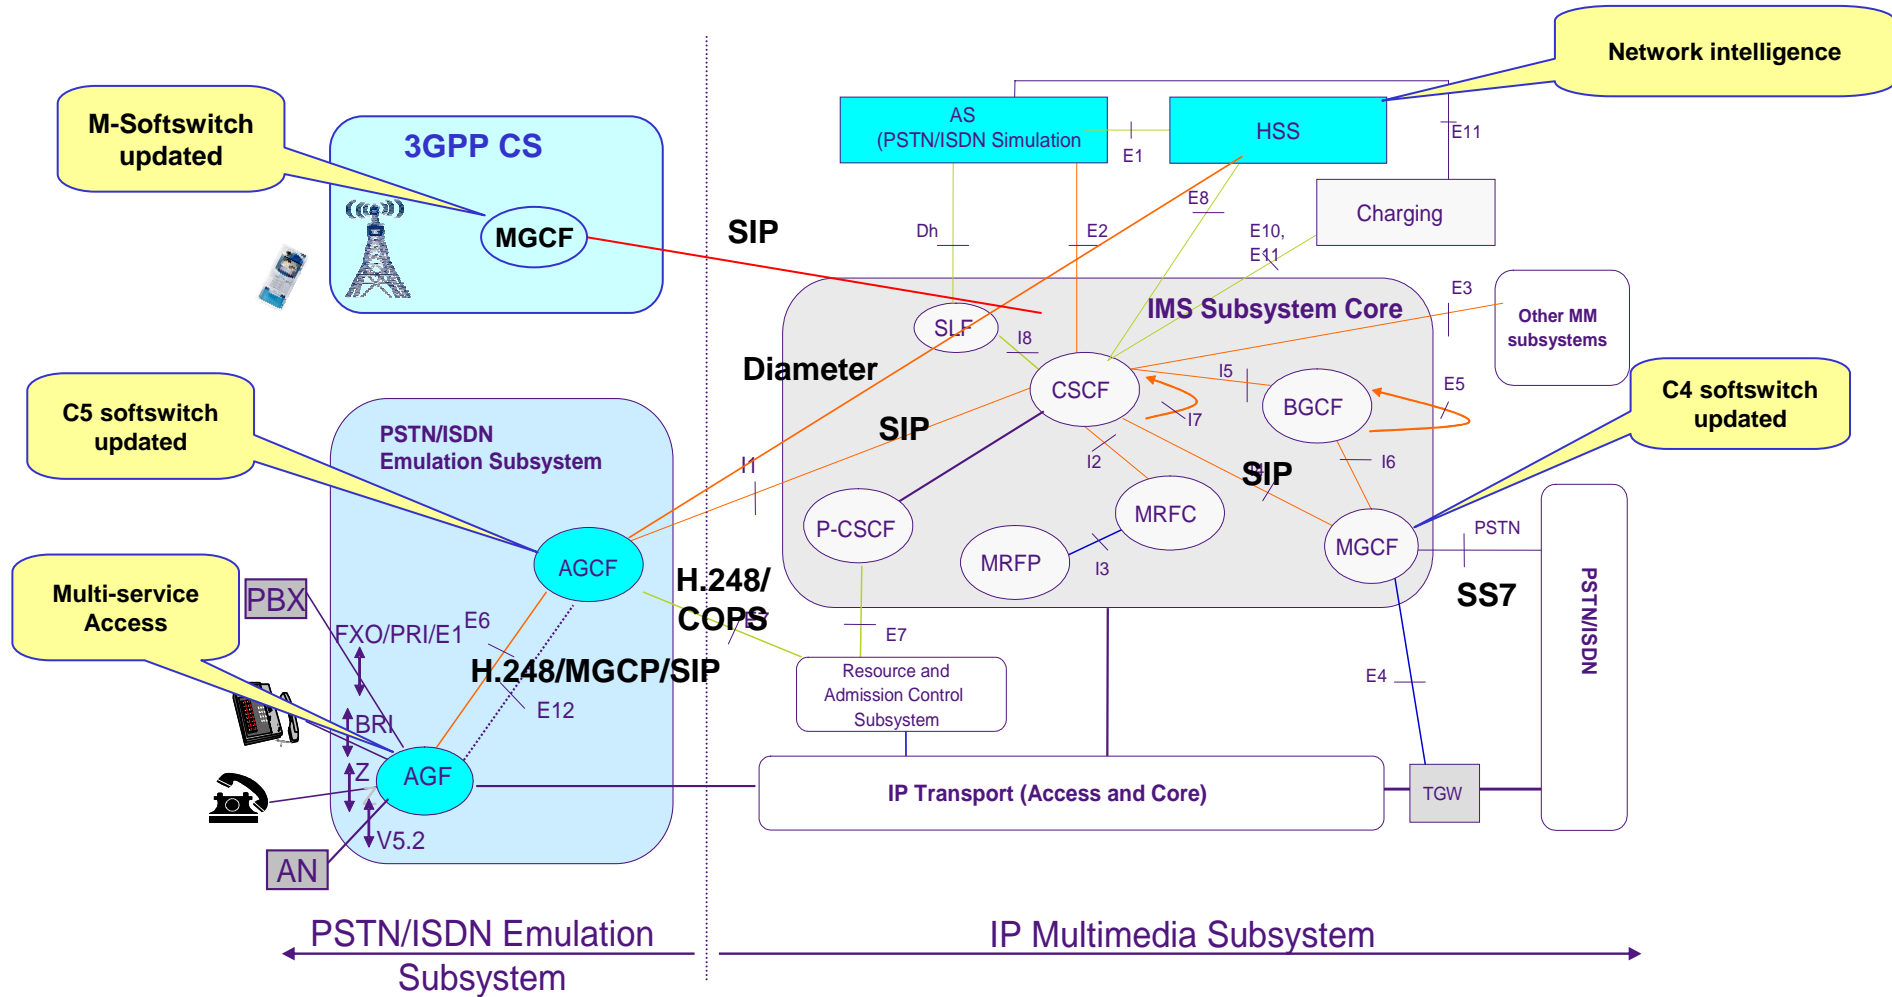 Network intelligence
M-Softswitch
updated
3GPP CS
MGCF
AS
(PSTN/ISDN Simulation
HSS
E1
E11
Charging
E8
Dh
E2
E10,
E11
SIP
IMS Subsystem Core
E3
Other MM
subsystems
SLF
I8
Diameter
CSCF
I5
BGCF
E5
I7
C5 softswitch
updated
C4 softswitch
updated
PSTN/ISDN
Emulation Subsystem
SIP
I1
I2
SIP
I6
P-CSCF
MRFC
MRFP
I3
MGCF
PSTN
SS7
PSTN/ISDN
AGCF
H.248/
COPS
E7
Multi-service
Access
PBX
FXO/PRI/E1
E6
H.248/MGCP/SIP
E12
E7
Resource and
Admission Control
Subsystem
E4
BRI
Z
AGF
V5.2
AN
IP Transport (Access and Core)
TGW
PSTN/ISDN Emulation
Subsystem
IP Multimedia Subsystem